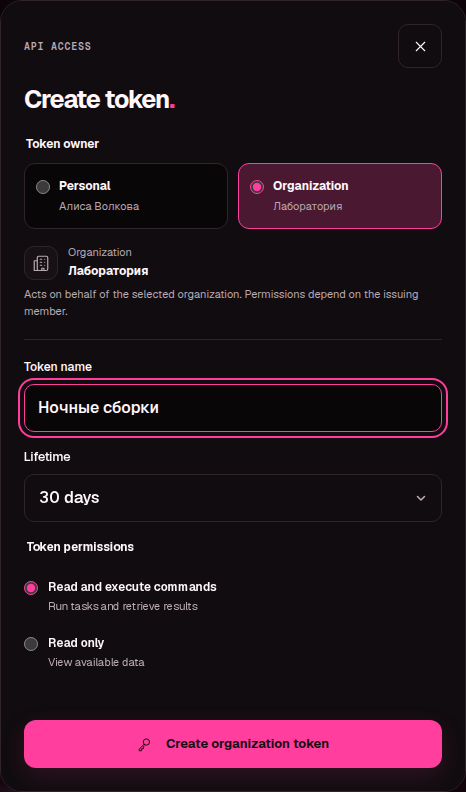 API ACCESS
Create token.
Token owner
Personal
Алиса Волкова
Organization
Лаборатория
Organization
Лаборатория
Acts on behalf of the selected organization. Permissions depend on the issuing
member.
Token name
Ночные сборки
Lifetime
30 days
Token permissions
Read and execute commands
Run tasks and retrieve results
Read only
View available data
Create organization token